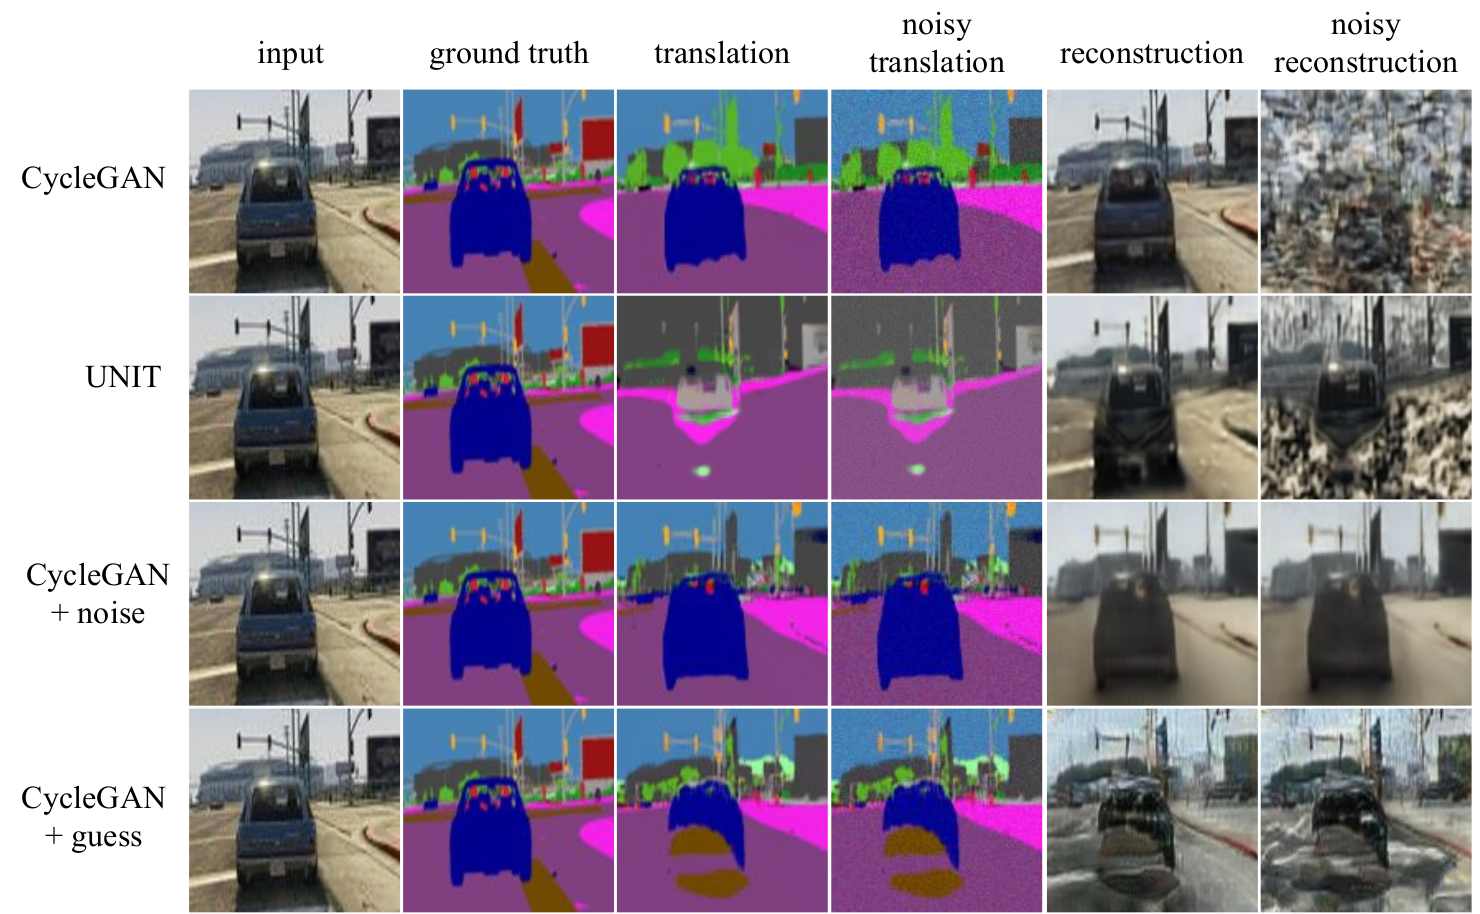 input
ground truth
translation
noisy
translation
reconstruction
noisy
reconstruction
CycleGAN
UNIT
CycleGAN
+ noise
CycleGAN
+ guess